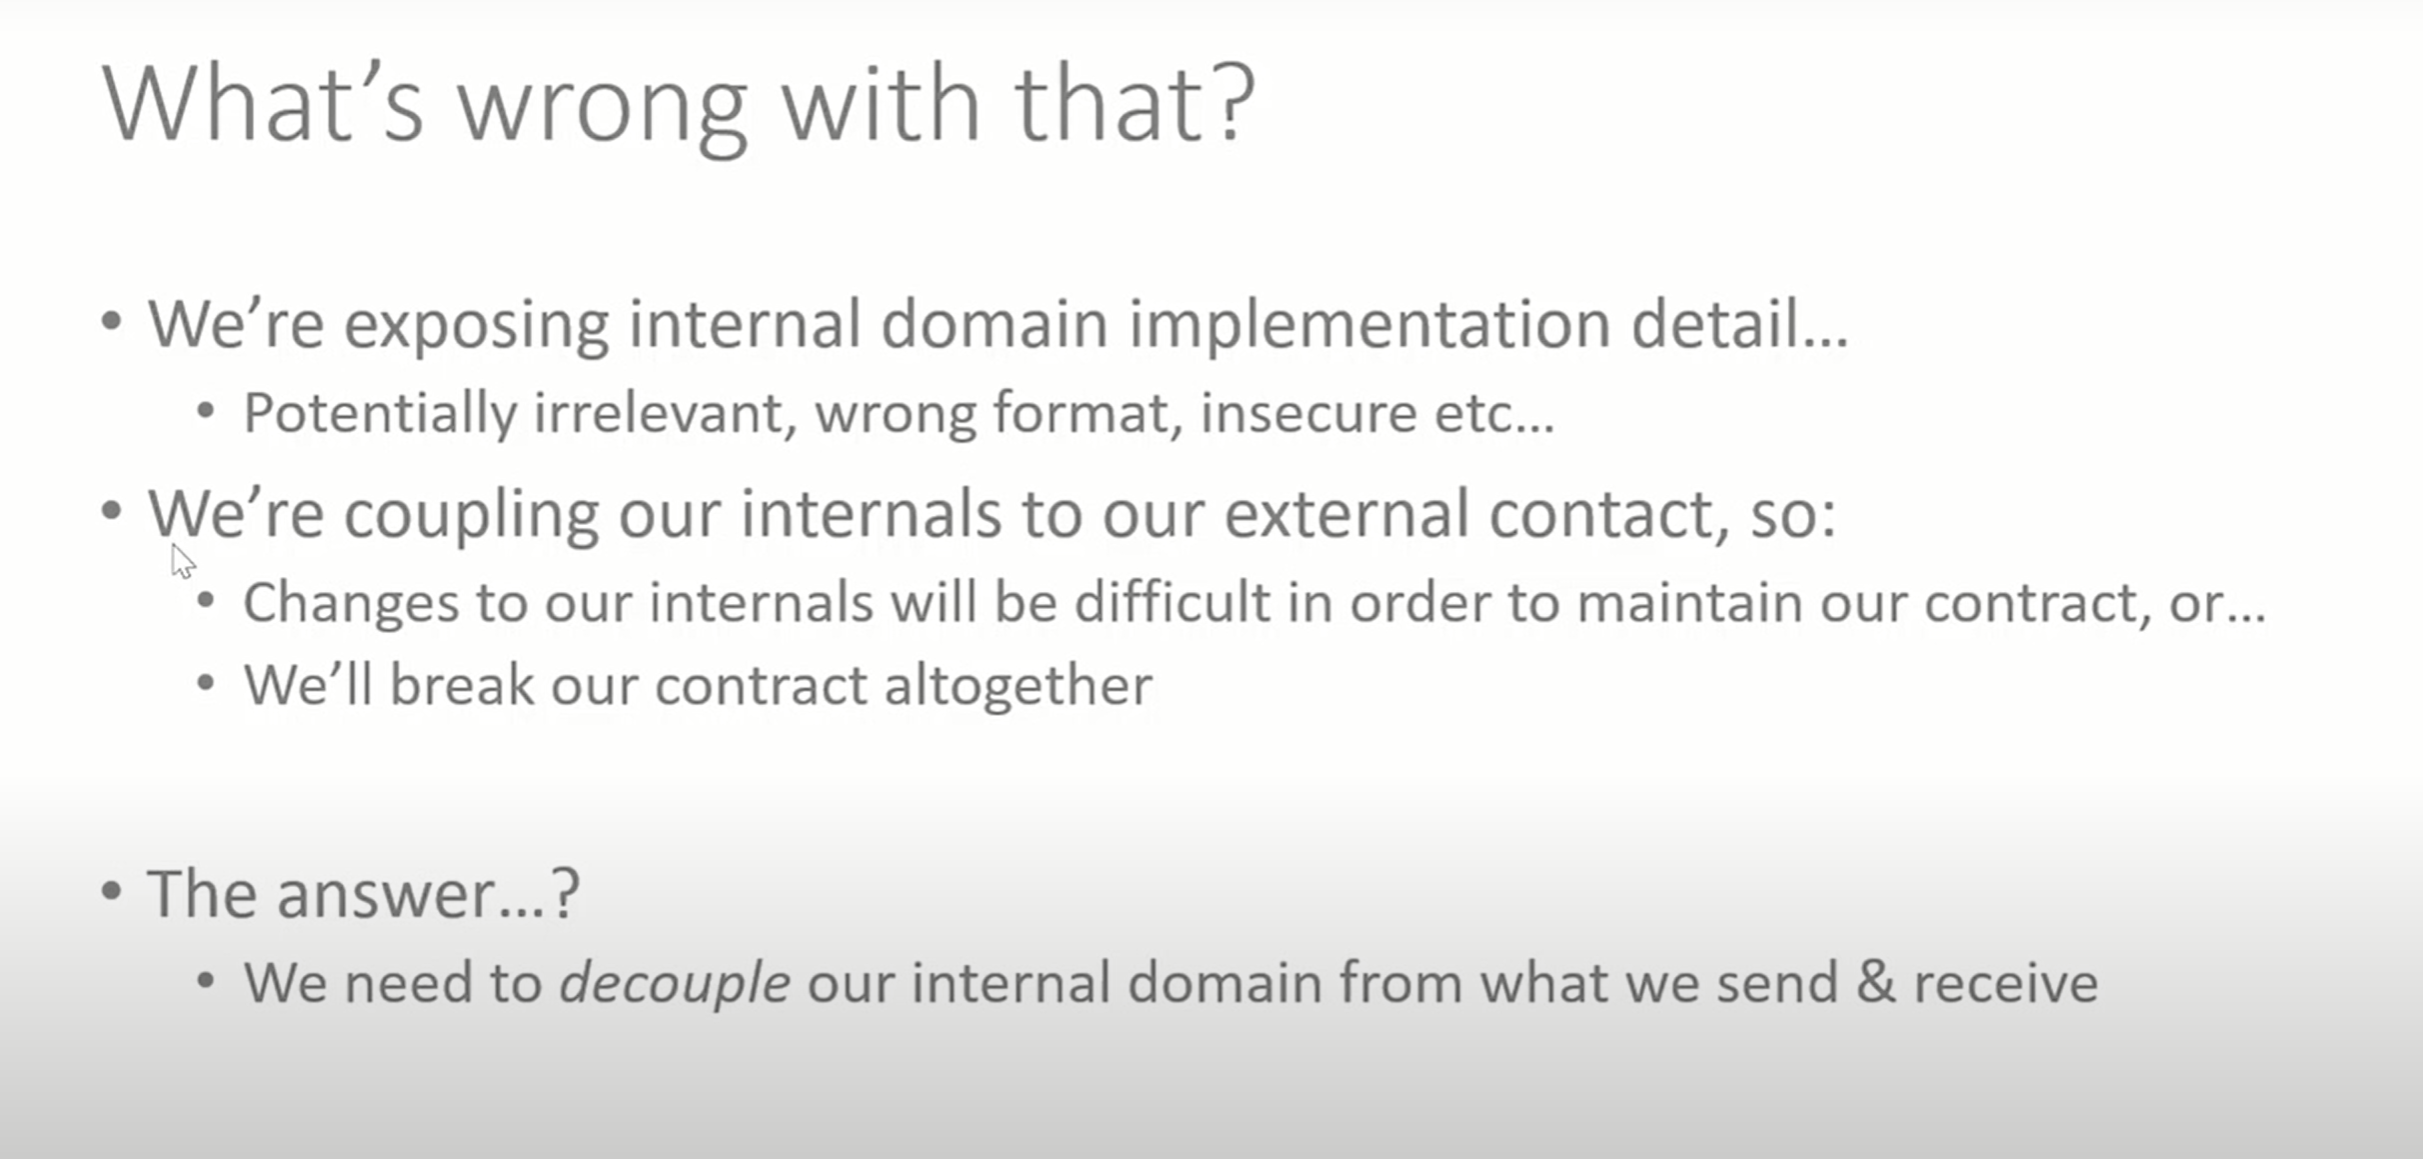 What’s wrong with that?
• We’re exposing internal domain implementation detail…
• Potentially irrelevant, wrong format, insecure etc…
• We’re coupling our internals to our external contact, so:
• Changes to our internals will be difficult in order to maintain our contract, or…
• We’ll break our contract altogether
• The answer…?
• We need to decouple our internal domain from what we send & receive